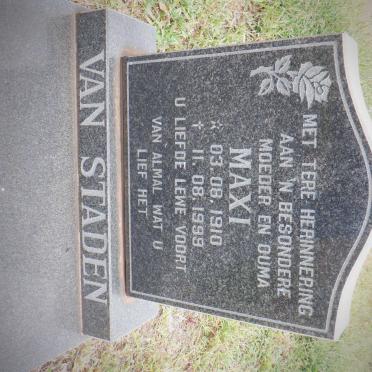 MET TERE HERINNERING
AAN 'N BESONDERE
MOEDER EN OUMA
MAXI
☆ 03.08.1910
✝ 11.08.1999
U LIEFDE LEWE VOORT
VAN ALMAL WAT U
LIEF HET
VAN STADEN